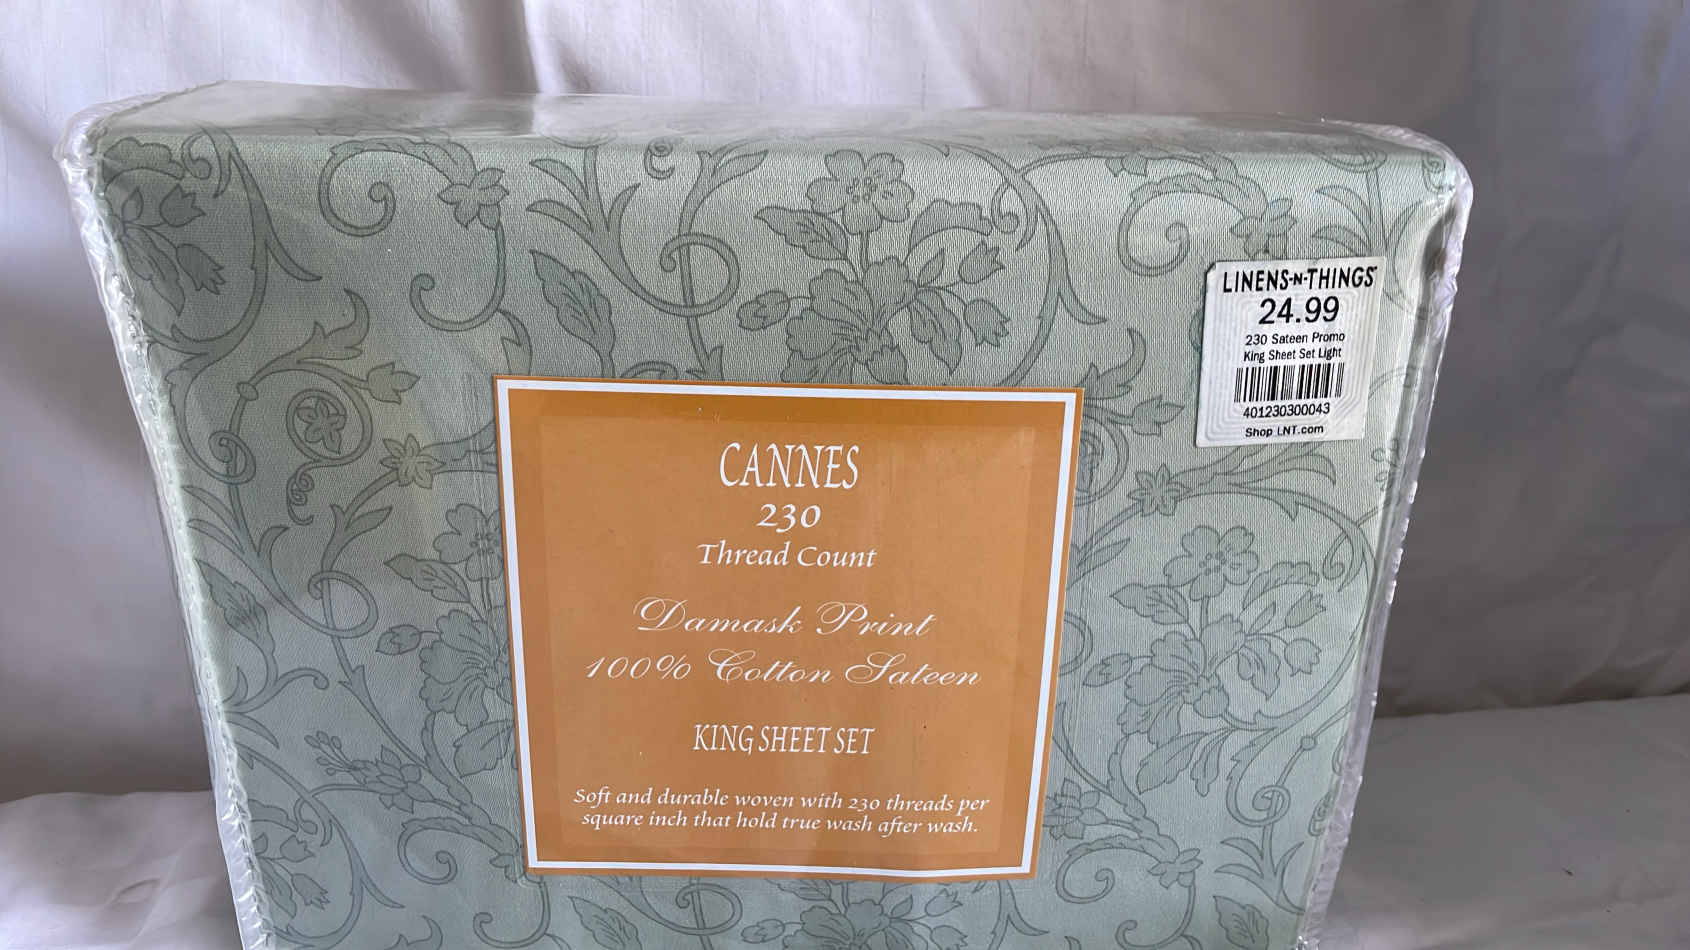 LINENS-N-THINGS
24.99
230 Sateen Promo
King Sheet Set Light
401230300043
Shop LNT.com
CANNES
230
Thread Count
Damask Print
100% Cotton Sateen
KING SHEET SET
Soft and durable woven with 230 threads per
square inch that hold true wash after wash.